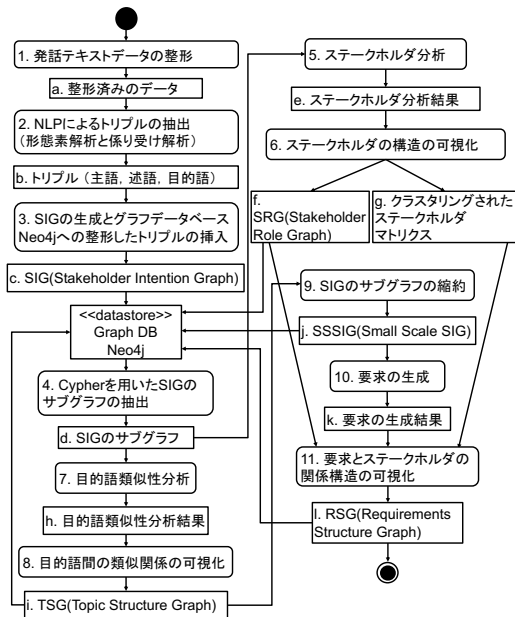 1. 発話テキストデータの整形
a. 整形済みのデータ
2. NLPによるトリプルの抽出
（形態素解析と係り受け解析）
b. トリプル（主語，述語，目的語）
3. SIGの生成とグラフデータベース
Neo4jへの整形したトリプルの挿入
c. SIG(Stakeholder Intention Graph)
<<datastore>>
Graph DB
Neo4j
4. Cypherを用いたSIGの
サブグラフの抽出
d. SIGのサブグラフ
7. 目的語類似性分析
h. 目的語類似性分析結果
8. 目的語間の類似関係の可視化
i. TSG(Topic Structure Graph)
5. ステークホルダ分析
e. ステークホルダ分析結果
6. ステークホルダの構造の可視化
f.
SRG(Stakeholder
Role Graph)
g. クラスタリングされた
ステークホルダ
マトリクス
9. SIGのサブグラフの縮約
j. SSSIG(Small Scale SIG)
10. 要求の生成
k. 要求の生成結果
11. 要求とステークホルダの
関係構造の可視化
l. RSG(Requirements
Structure Graph)